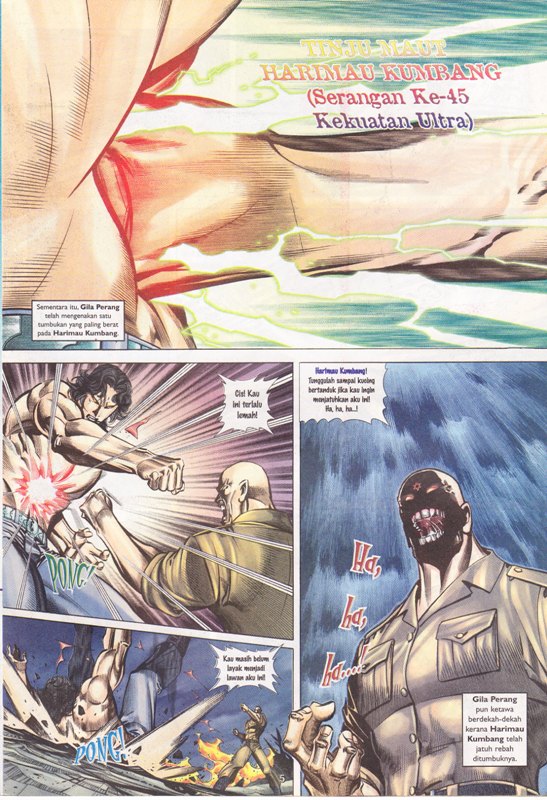 TINJU MAUT
HARIMAU KUMBANG
(Serangan Ke-45
Kekuatan Ultra)
Sementara itu, Gila Perang
telah mengenakan satu
tumbukan yang paling berat
pada Harimau Kumbang.
Cis! Kau
ini terlalu
lemah!
PONG!
Kau masih belum
layak menjadi
lawan aku ini!
PONG!
Harimau Kumbang!
Tunggulah sampai kucing
bertanduk jika kau ingin
menjatuhkan aku ini!
Ha, ha, ha...!
Ha,
ha,
ha....!
Gila Perang
pun ketawa
berdekah-dekah
kerana Harimau
Kumbang telah
jatuh rebah
ditumbuknya.
5